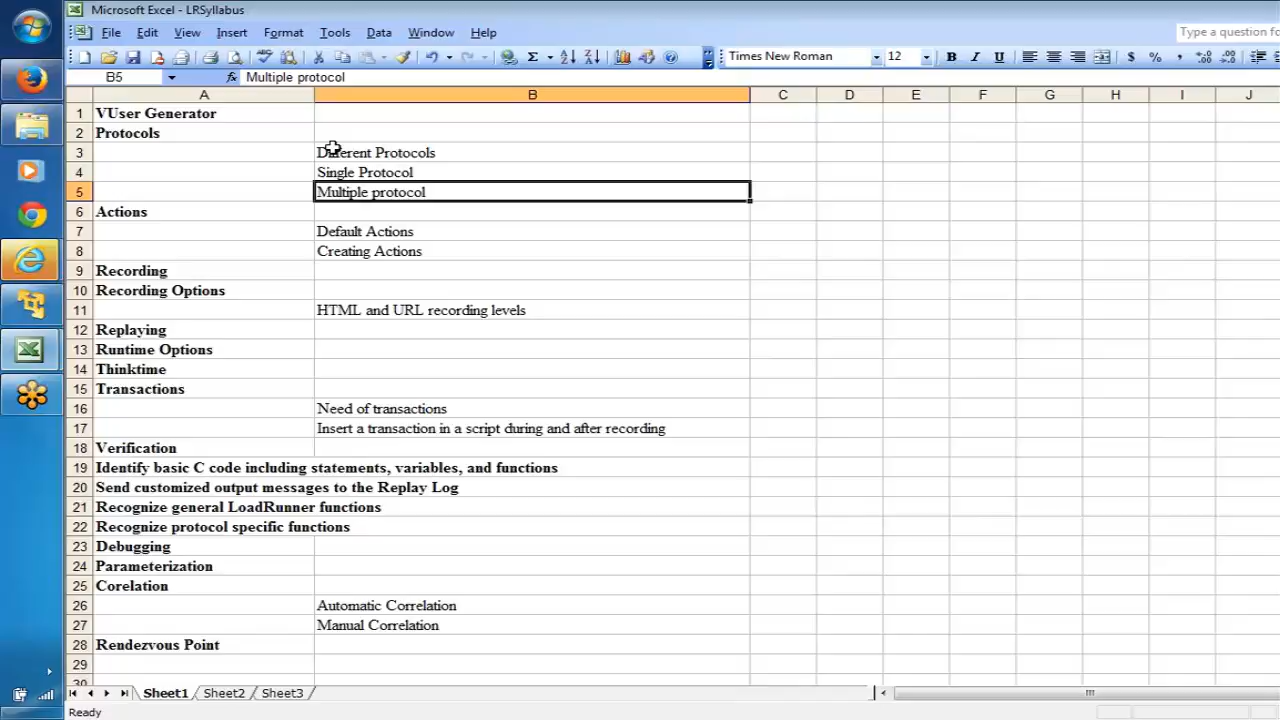 Microsoft Excel - LRSyllabus
File Edit View Insert Format Tools Data Window Help
Type a question fo
Times New Roman 12 B I U $ %
B5 fx Multiple protocol
A B C D E F G H I J
1 VUser Generator
2 Protocols
3 Different Protocols
4 Single Protocol
5 Multiple protocol
6 Actions
7 Default Actions
8 Creating Actions
9 Recording
10 Recording Options
11 HTML and URL recording levels
12 Replaying
13 Runtime Options
14 Thinktime
15 Transactions
16 Need of transactions
17 Insert a transaction in a script during and after recording
18 Verification
19 Identify basic C code including statements, variables, and functions
20 Send customized output messages to the Replay Log
21 Recognize general LoadRunner functions
22 Recognize protocol specific functions
23 Debugging
24 Parameterization
25 Corelation
26 Automatic Correlation
27 Manual Correlation
28 Rendezvous Point
29
30
Sheet1 Sheet2 Sheet3
Ready